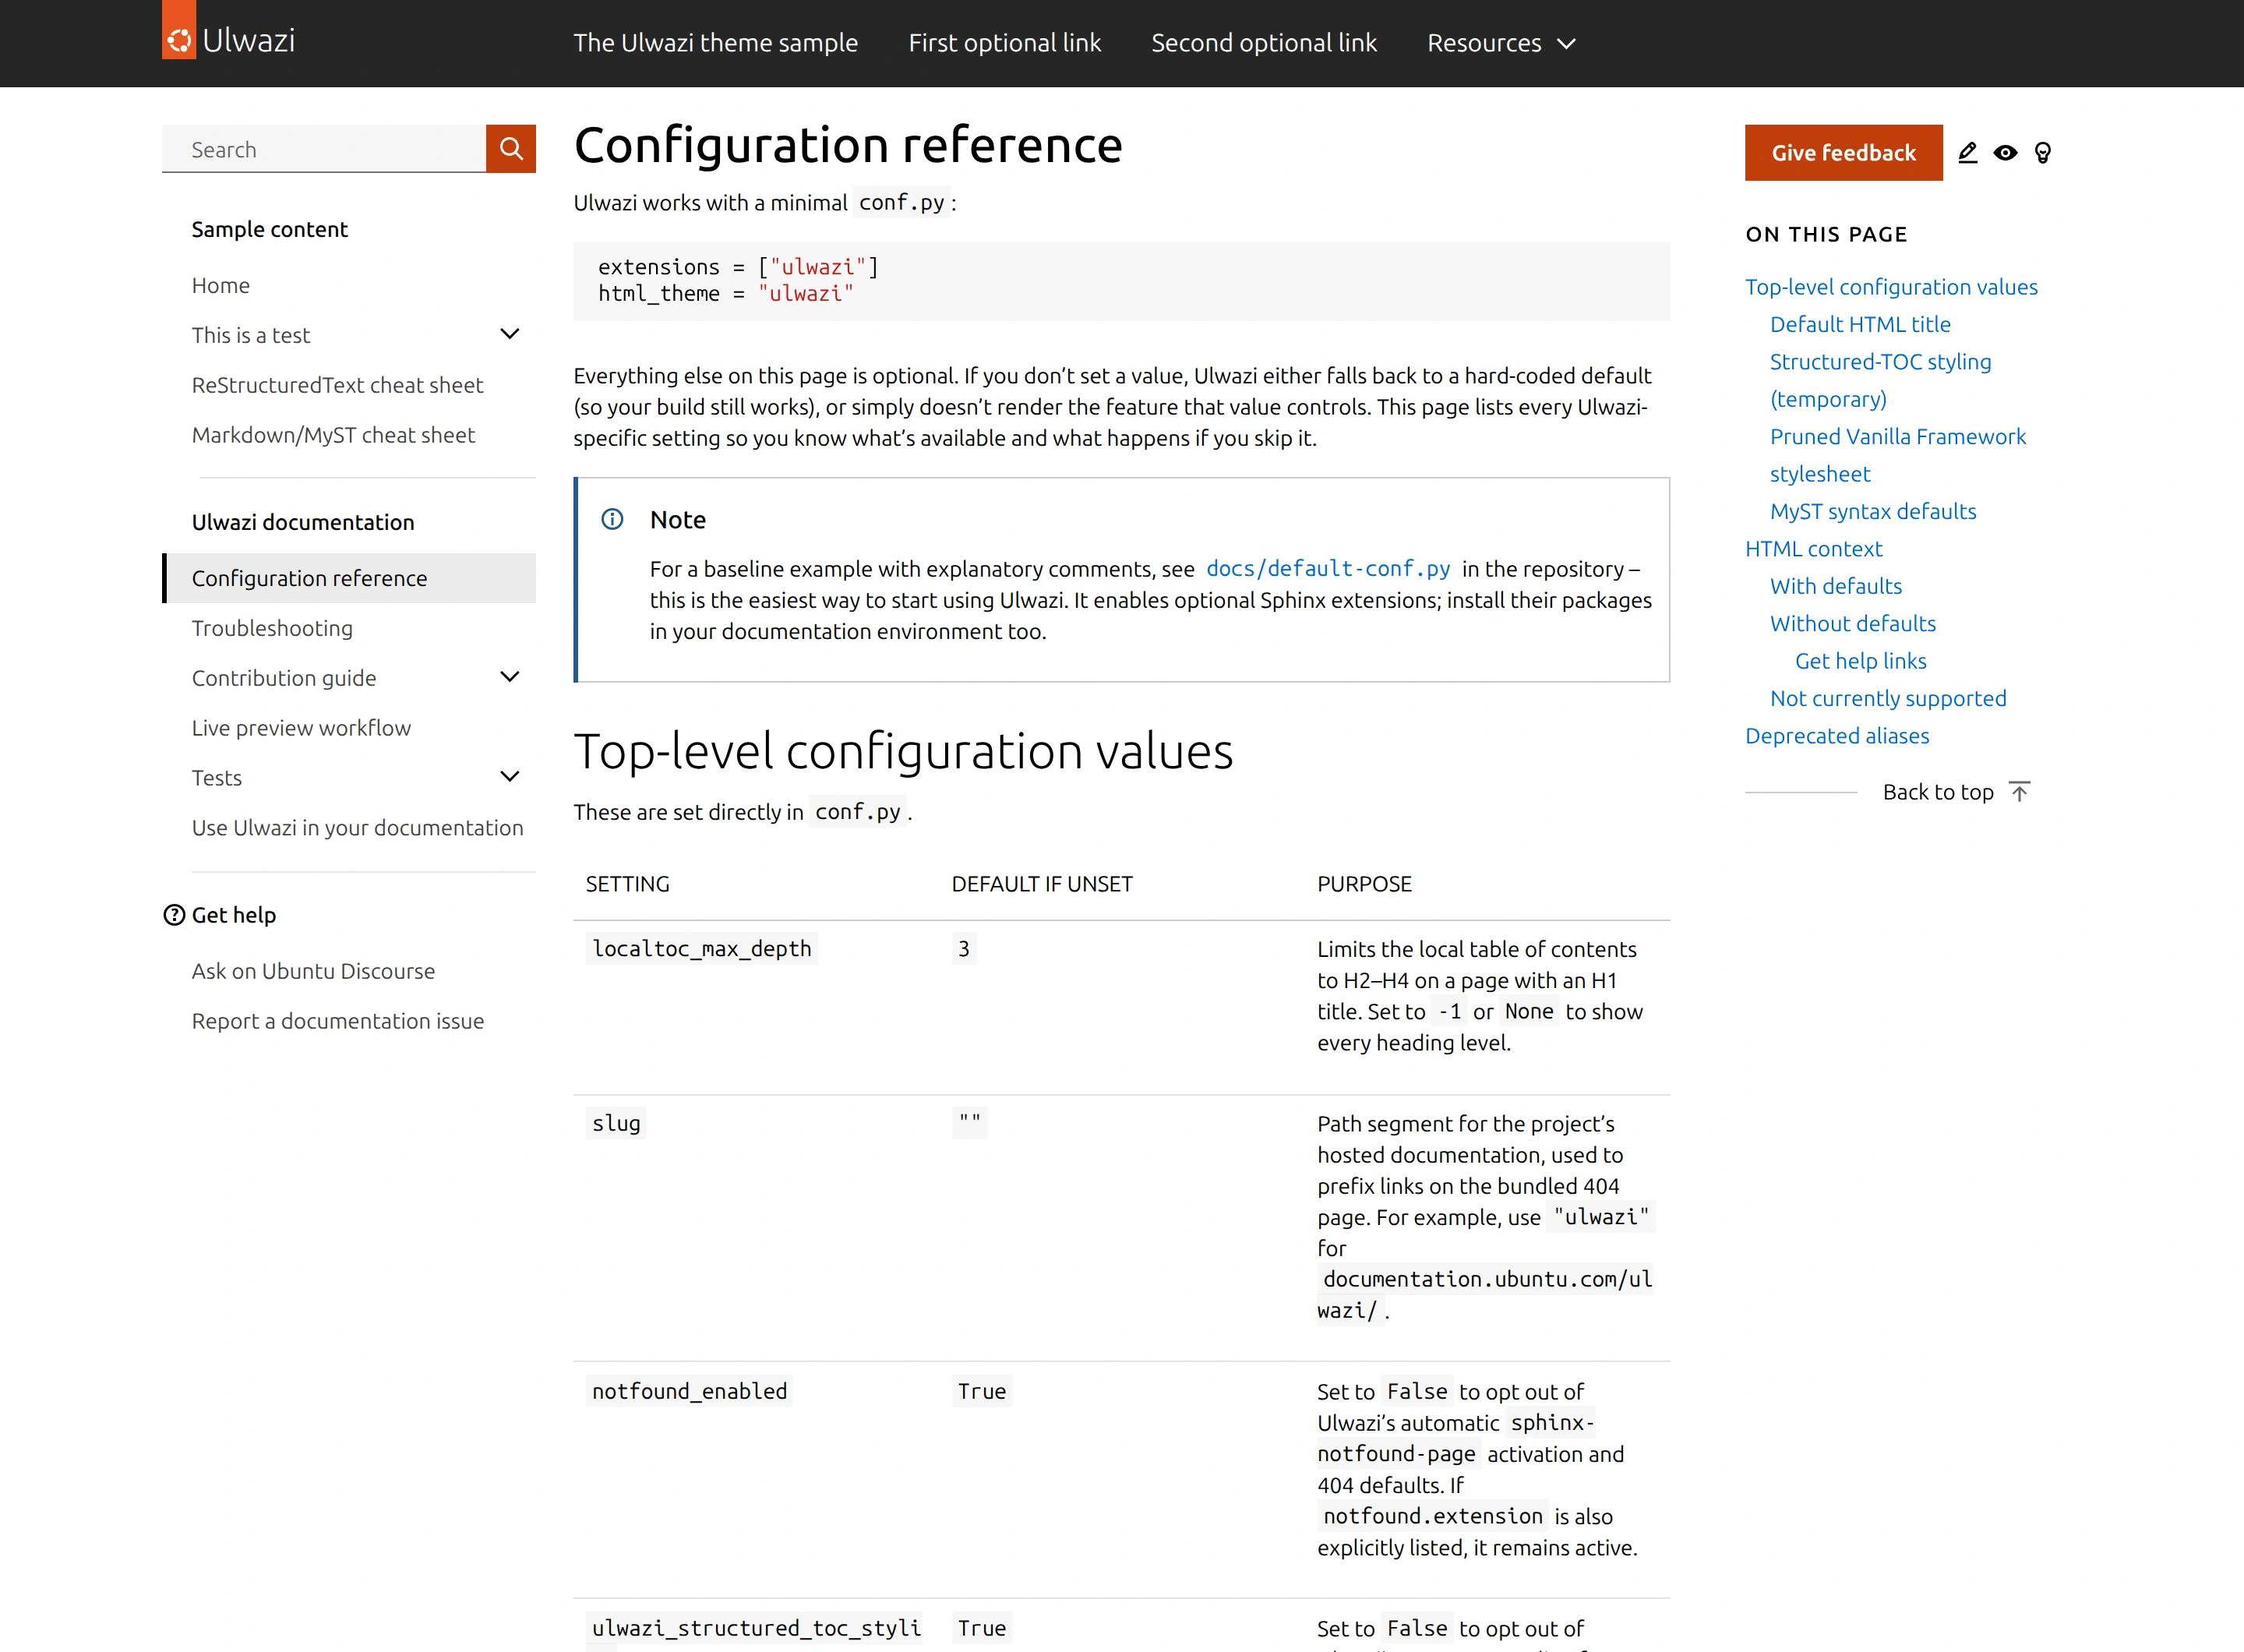 Ulwazi
The Ulwazi theme sample
First optional link
Second optional link
Resources
Search
Sample content
Home
This is a test
ReStructuredText cheat sheet
Markdown/MyST cheat sheet
Ulwazi documentation
Configuration reference
Troubleshooting
Contribution guide
Live preview workflow
Tests
Use Ulwazi in your documentation
Get help
Ask on Ubuntu Discourse
Report a documentation issue
Configuration reference
Ulwazi works with a minimal conf.py:
extensions = ["ulwazi"]
html_theme = "ulwazi"
Everything else on this page is optional. If you don’t set a value, Ulwazi either falls back to a hard-coded default
(so your build still works), or simply doesn’t render the feature that value controls. This page lists every Ulwazi-
specific setting so you know what’s available and what happens if you skip it.
Note
For a baseline example with explanatory comments, see docs/default-conf.py in the repository –
this is the easiest way to start using Ulwazi. It enables optional Sphinx extensions; install their packages
in your documentation environment too.
Top-level configuration values
These are set directly in conf.py.
SETTING
DEFAULT IF UNSET
PURPOSE
localtoc_max_depth
3
Limits the local table of contents
to H2–H4 on a page with an H1
title. Set to -1 or None to show
every heading level.
slug
""
Path segment for the project’s
hosted documentation, used to
prefix links on the bundled 404
page. For example, use "ulwazi"
for
documentation.ubuntu.com/ul
wazi/.
notfound_enabled
True
Set to False to opt out of
Ulwazi’s automatic sphinx-
notfound-page activation and
404 defaults. If
notfound.extension is also
explicitly listed, it remains active.
ulwazi_structured_toc_styli
True
Set to False to opt out of
Give feedback
ON THIS PAGE
Top-level configuration values
Default HTML title
Structured-TOC styling
(temporary)
Pruned Vanilla Framework
stylesheet
MyST syntax defaults
HTML context
With defaults
Without defaults
Get help links
Not currently supported
Deprecated aliases
Back to top